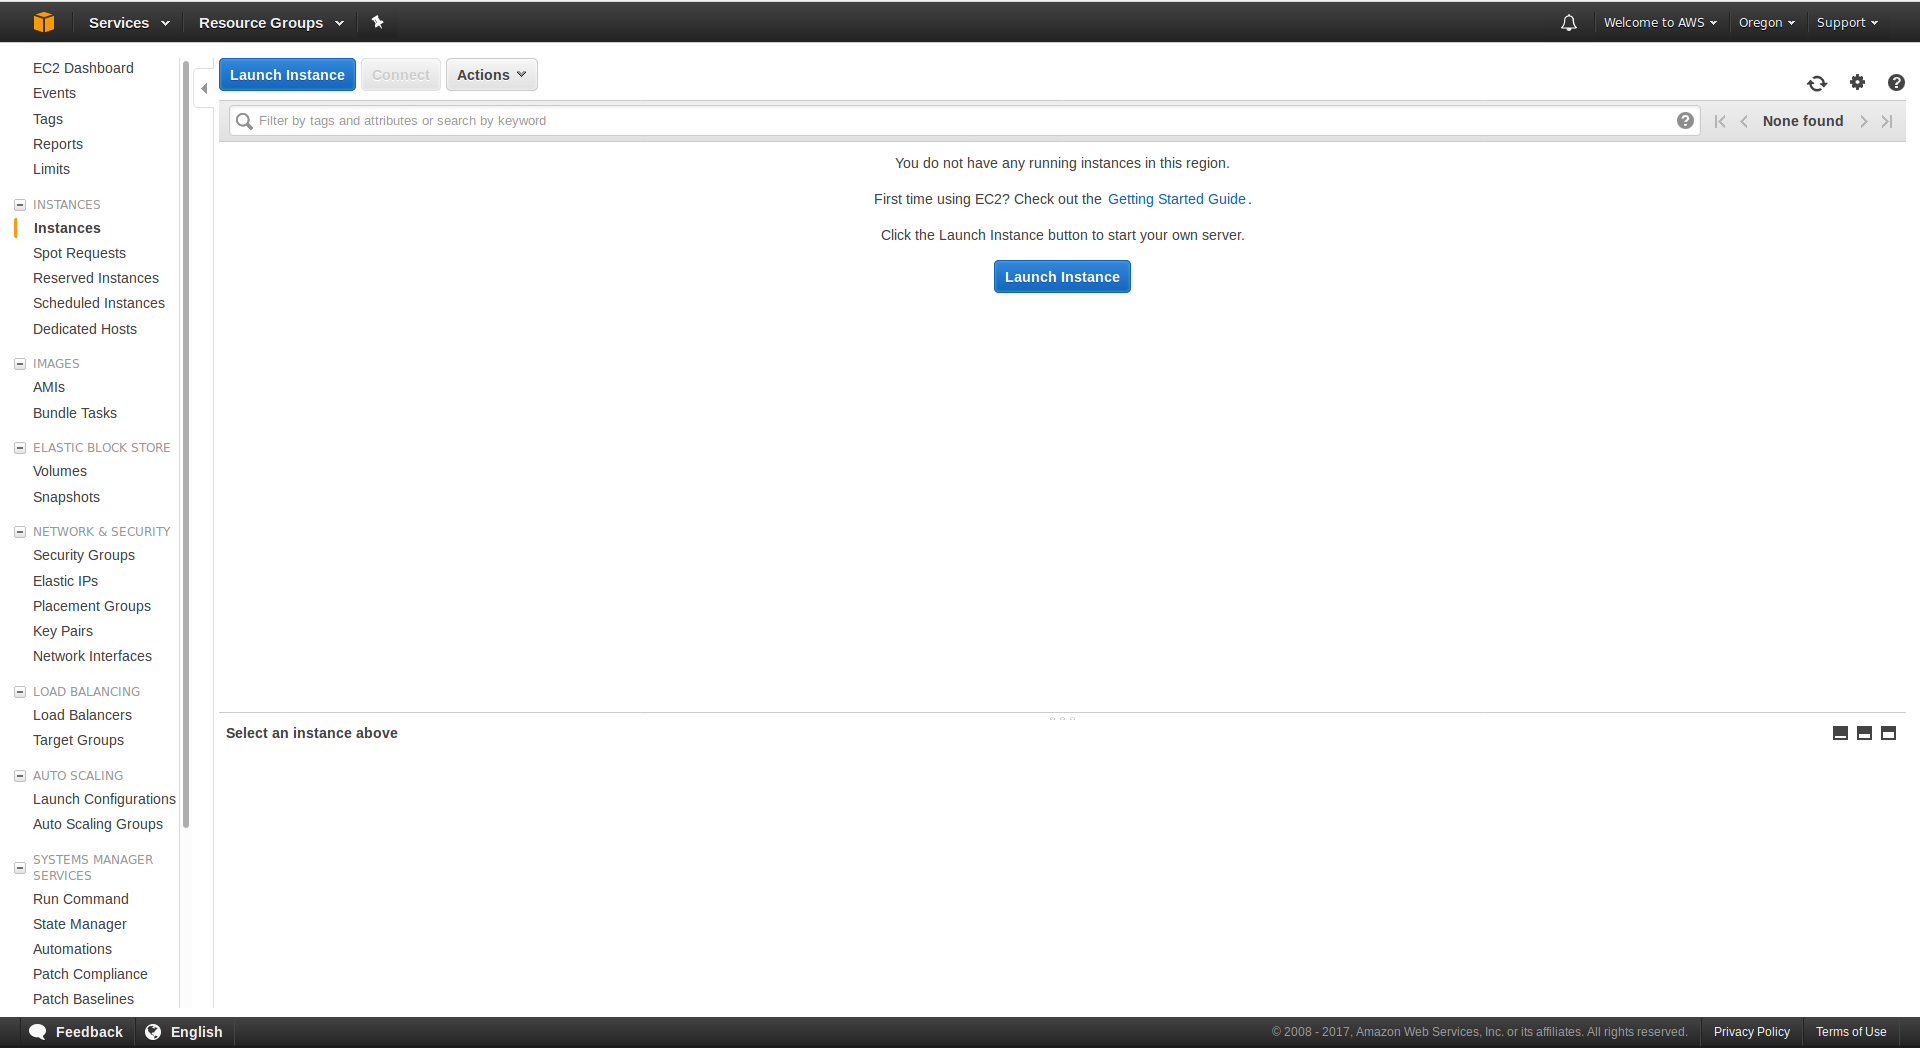 Services
Resource Groups
Welcome to AWS
Oregon
Support
EC2 Dashboard
Events
Tags
Reports
Limits
INSTANCES
Instances
Spot Requests
Reserved Instances
Scheduled Instances
Dedicated Hosts
IMAGES
AMIs
Bundle Tasks
ELASTIC BLOCK STORE
Volumes
Snapshots
NETWORK & SECURITY
Security Groups
Elastic IPs
Placement Groups
Key Pairs
Network Interfaces
LOAD BALANCING
Load Balancers
Target Groups
AUTO SCALING
Launch Configurations
Auto Scaling Groups
SYSTEMS MANAGER
SERVICES
Run Command
State Manager
Automations
Patch Compliance
Patch Baselines
Launch Instance
Connect
Actions
Filter by tags and attributes or search by keyword
None found
You do not have any running instances in this region.
First time using EC2? Check out the Getting Started Guide.
Click the Launch Instance button to start your own server.
Launch Instance
Select an instance above
Feedback
English
© 2008 - 2017, Amazon Web Services, Inc. or its affiliates. All rights reserved.
Privacy Policy
Terms of Use